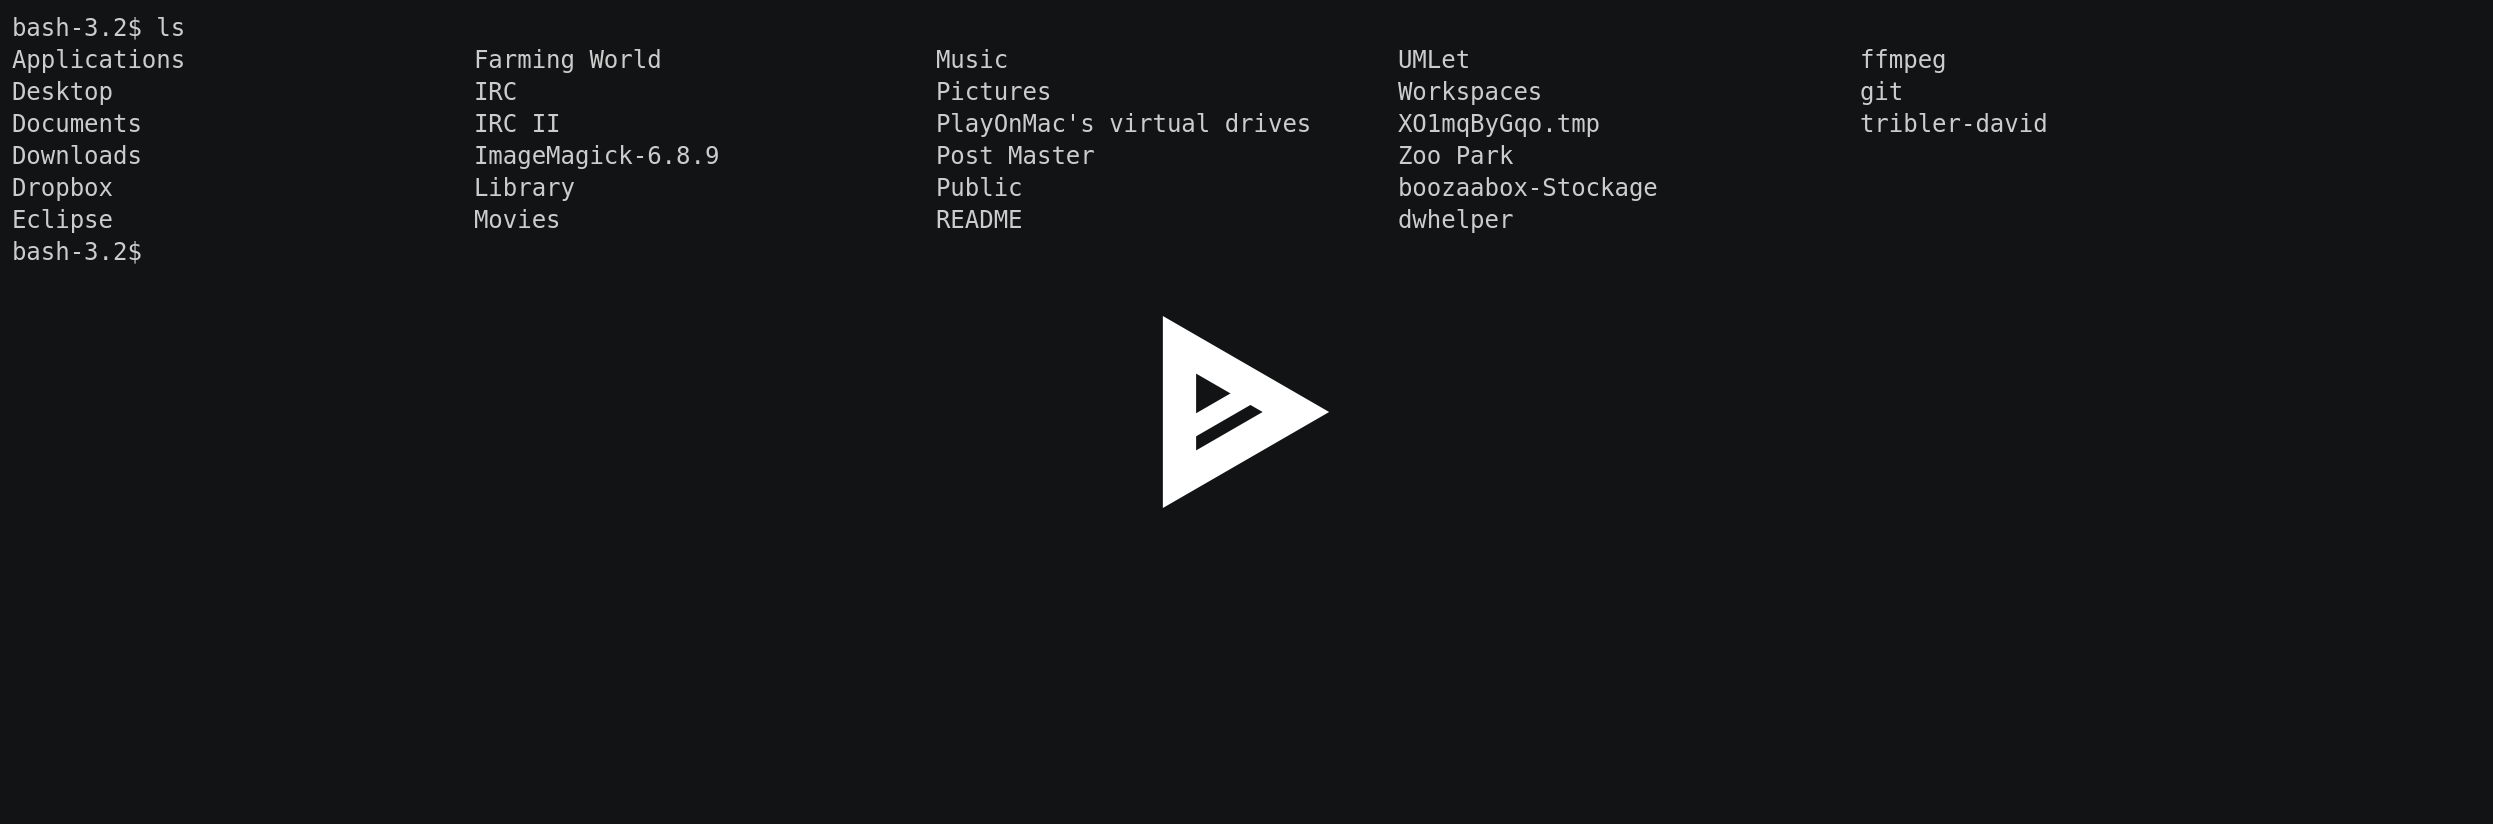 bash-3.2$ ls
Applications Farming World Music UMLet ffmpeg
Desktop IRC Pictures Workspaces git
Documents IRC II PlayOnMac's virtual drives XO1mqByGqo.tmp tribler-david
Downloads ImageMagick-6.8.9 Post Master Zoo Park
Dropbox Library Public boozaabox-Stockage
Eclipse Movies README dwhelper
bash-3.2$